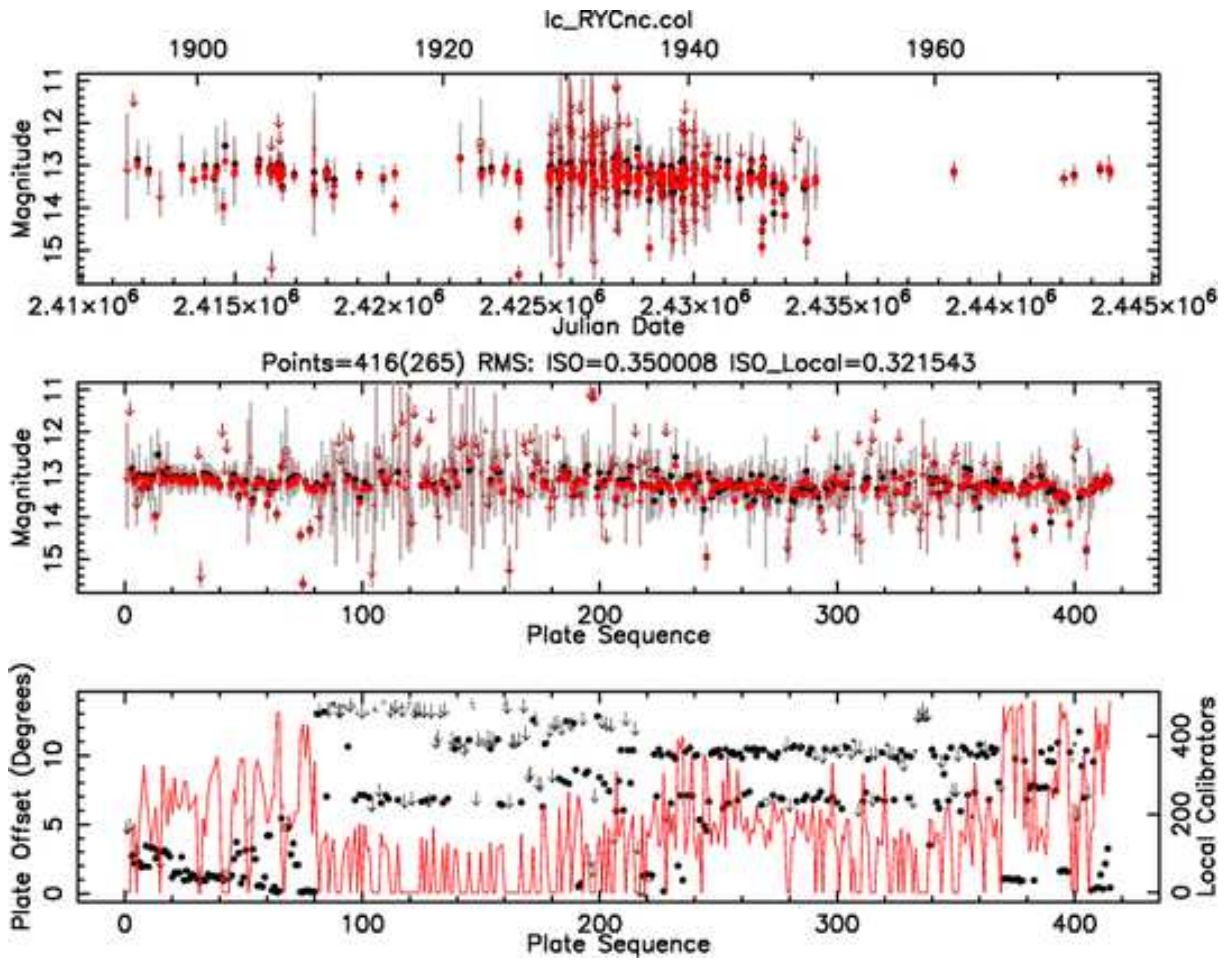 lc_RYCnc.col
1900 1920 1940 1960
11
12
13
14
15
Magnitude
2.41×10⁶ 2.415×10⁶ 2.42×10⁶ 2.425×10⁶ 2.43×10⁶ 2.435×10⁶ 2.44×10⁶ 2.445×10⁶
Julian Date
Points=416(265) RMS: ISO=0.350008 ISO_Local=0.321543
11
12
13
14
15
Magnitude
0 100 200 300 400
Plate Sequence
Plate Offset (Degrees)
10
5
0
400
200
0
Local Calibrators
0 100 200 300 400
Plate Sequence